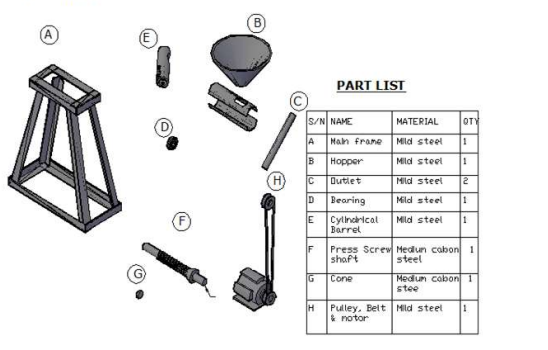 A
E
B
PART LIST
C
D
H
F
G
S/N NAME MATERIAL QTY
A Main frame Mild steel 1
B Hopper Mild steel 1
C Outlet Mild steel 2
D Bearing Mild steel 1
E Cylindrical Mild steel 1
Barrel
F Press Screw Medium cabon 1
shaft steel
G Cone Medium cabon 1
stee
H Pulley, Belt Mild steel 1
& motor